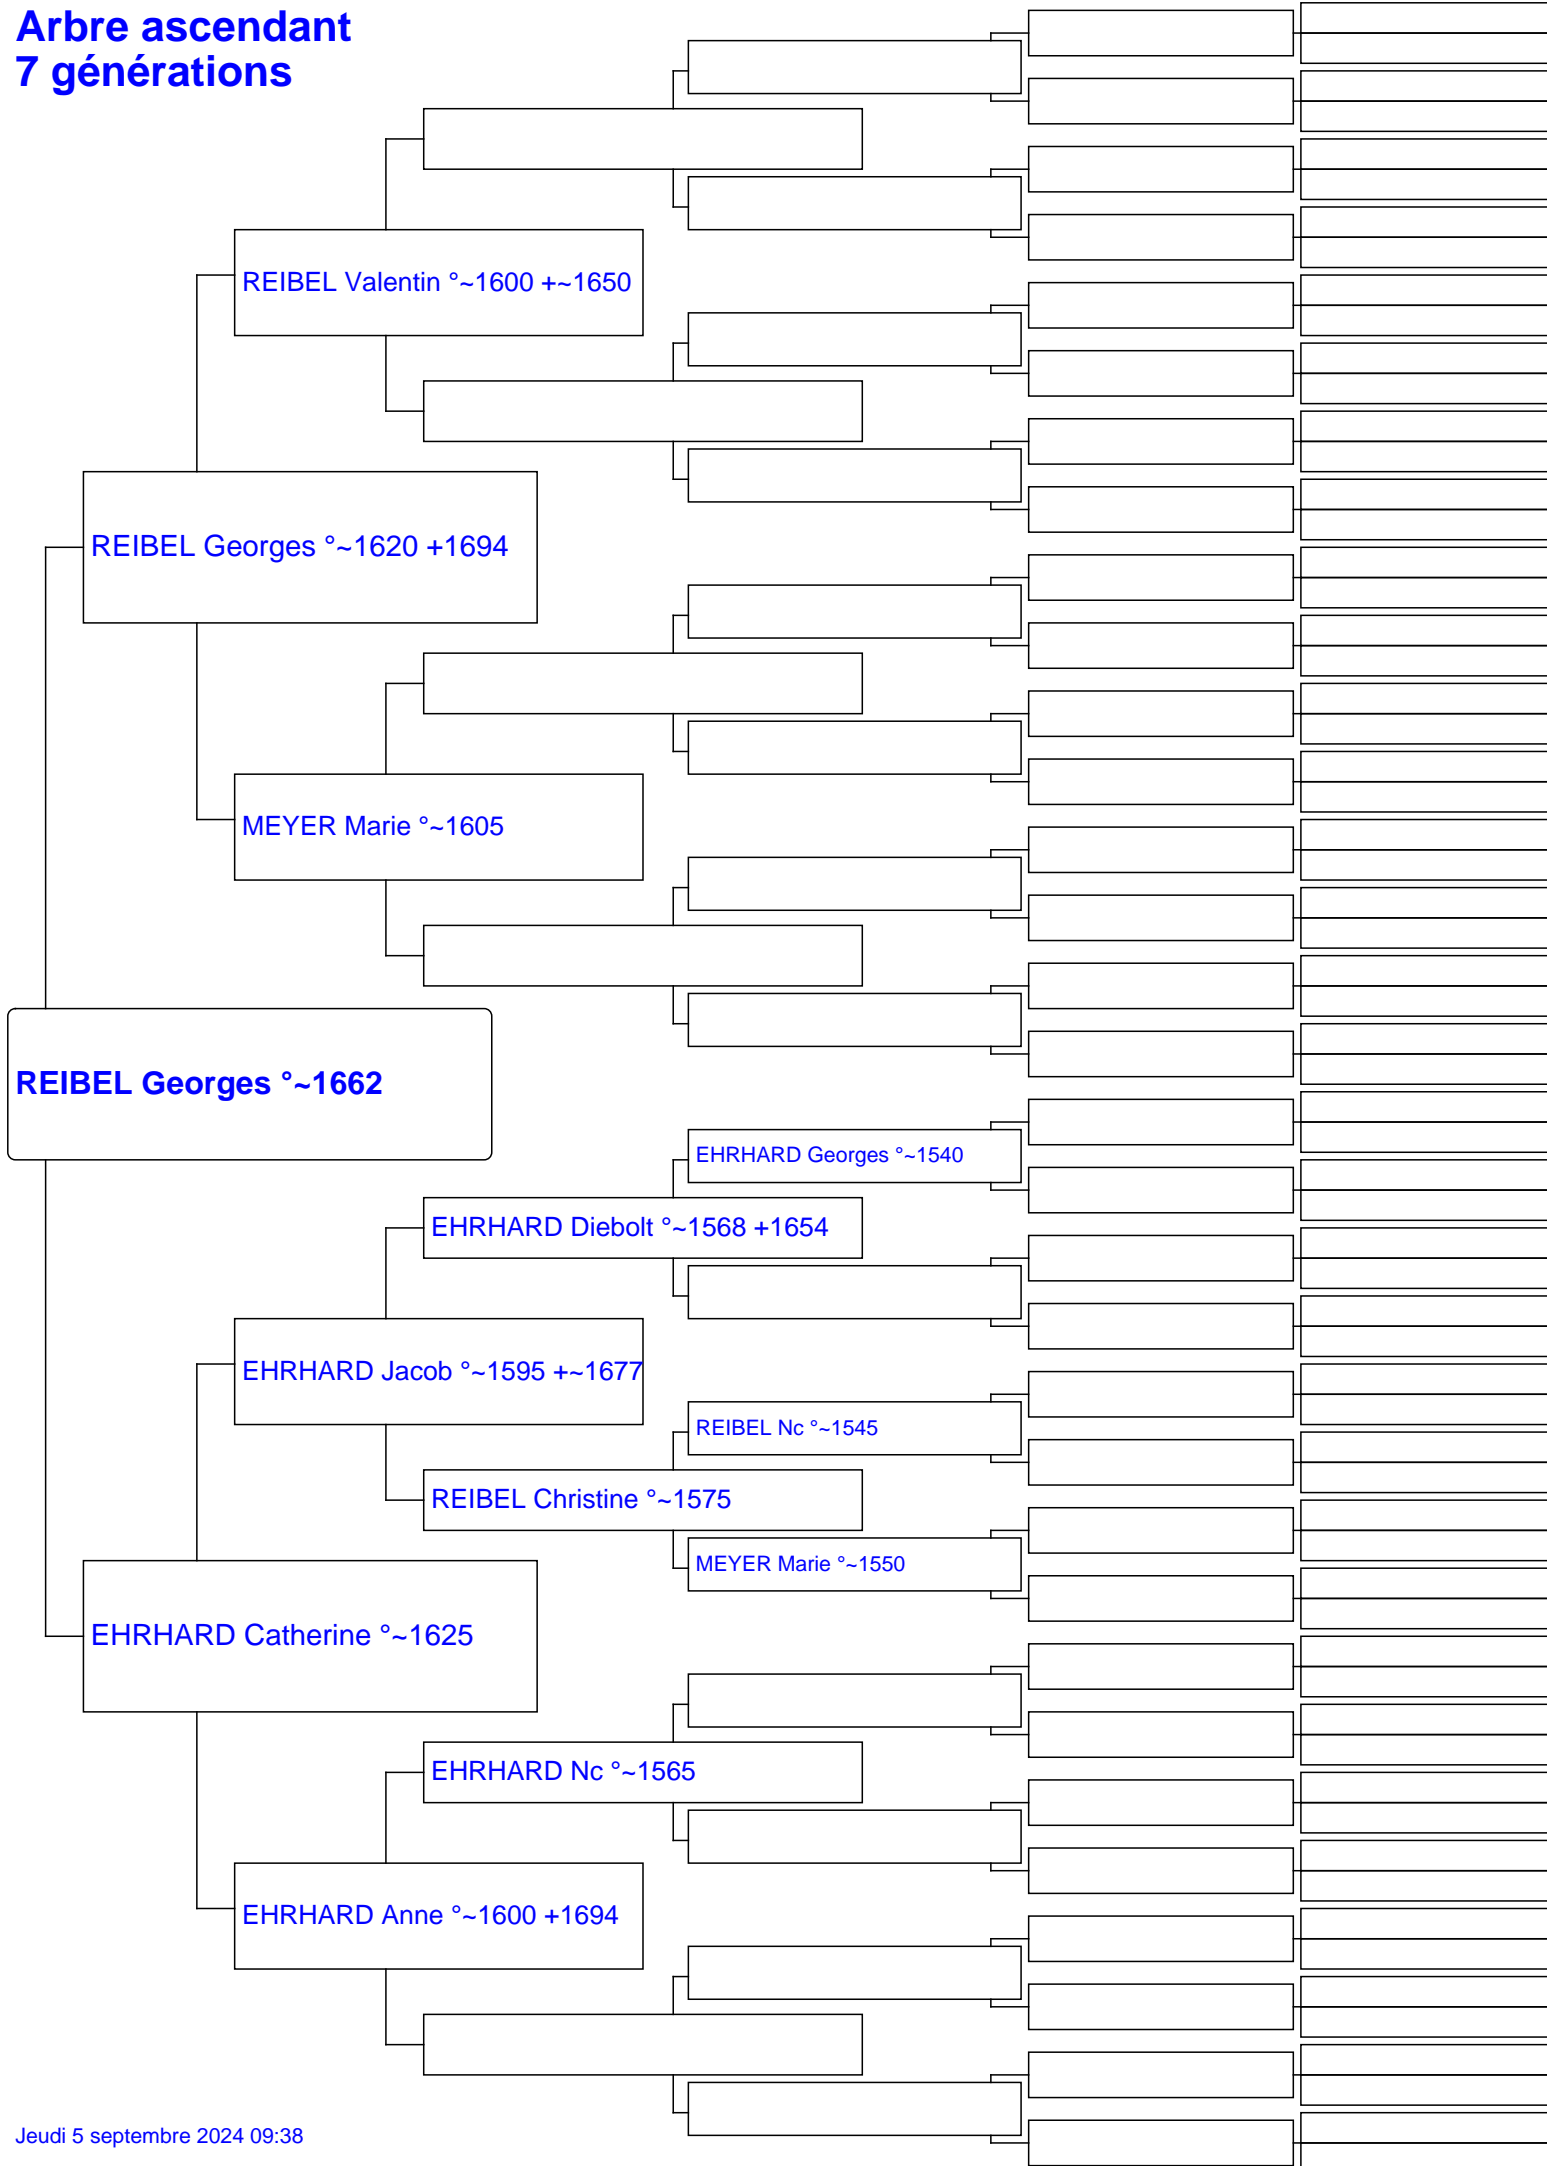 Arbre ascendant
7 générations
REIBEL Valentin °~1600 +~1650
REIBEL Georges °~1620 +1694
MEYER Marie °~1605
REIBEL Georges °~1662
EHRHARD Georges °~1540
EHRHARD Diebolt °~1568 +1654
EHRHARD Jacob °~1595 +~1677
REIBEL Nc °~1545
REIBEL Christine °~1575
MEYER Marie °~1550
EHRHARD Catherine °~1625
EHRHARD Nc °~1565
EHRHARD Anne °~1600 +1694
Jeudi 5 septembre 2024 09:38